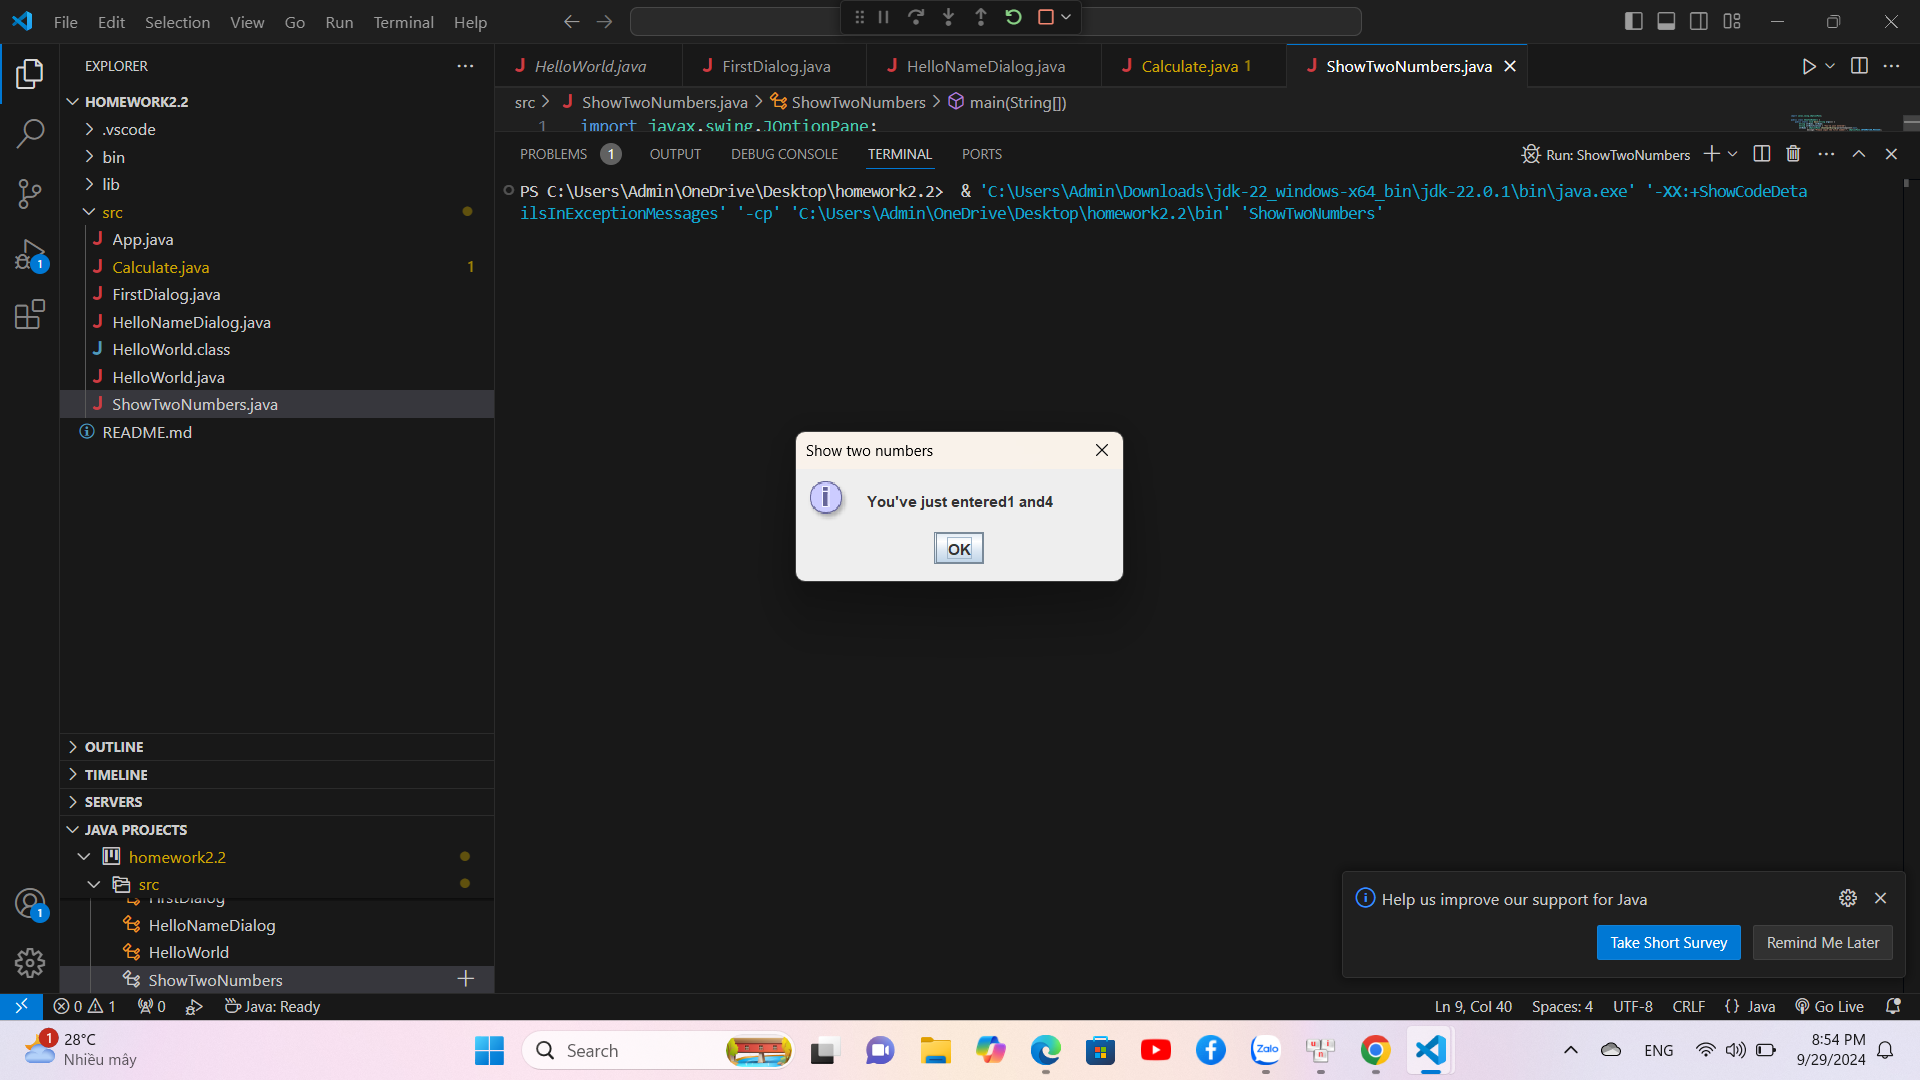 File Edit Selection View Go Run Terminal Help
EXPLORER
HOMEWORK2.2
.vscode
bin
lib
src
App.java
Calculate.java 1
FirstDialog.java
HelloNameDialog.java
HelloWorld.class
HelloWorld.java
ShowTwoNumbers.java
README.md
OUTLINE
TIMELINE
SERVERS
JAVA PROJECTS
homework2.2
src
FirstDialog
HelloNameDialog
HelloWorld
ShowTwoNumbers
1
1
HelloWorld.java FirstDialog.java HelloNameDialog.java Calculate.java 1 ShowTwoNumbers.java
src > ShowTwoNumbers.java > ShowTwoNumbers > main(String[])
1 import javax.swing.JOptionPane;
PROBLEMS 1 OUTPUT DEBUG CONSOLE TERMINAL PORTS
Run: ShowTwoNumbers
PS C:\Users\Admin\OneDrive\Desktop\homework2.2> & 'C:\Users\Admin\Downloads\jdk-22_windows-x64_bin\jdk-22.0.1\bin\java.exe' '-XX:+ShowCodeDeta
ilsInExceptionMessages' '-cp' 'C:\Users\Admin\OneDrive\Desktop\homework2.2\bin' 'ShowTwoNumbers'
Show two numbers
You've just entered1 and4
OK
Help us improve our support for Java
Take Short Survey Remind Me Later
0 1 0 Java: Ready
Ln 9, Col 40 Spaces: 4 UTF-8 CRLF {} Java Go Live
1
28°C
Nhiều mây
Search
Zalo
ENG
8:54 PM
9/29/2024